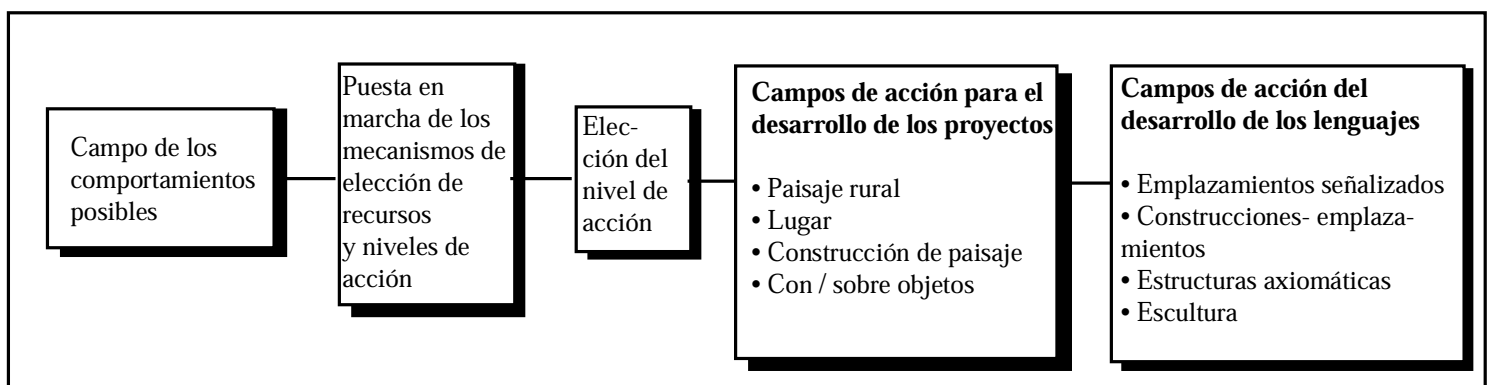 Campo de los
comportamientos
posibles
Puesta en
marcha de los
mecanismos de
elección de
recursos
y niveles de
acción
Elec-
ción del
nivel de
acción
Campos de acción para el
desarrollo de los proyectos
• Paisaje rural
• Lugar
• Construcción de paisaje
• Con / sobre objetos
Campos de acción del
desarrollo de los lenguajes
• Emplazamientos señalizados
• Construcciones- emplaza-
mientos
• Estructuras axiomáticas
• Escultura